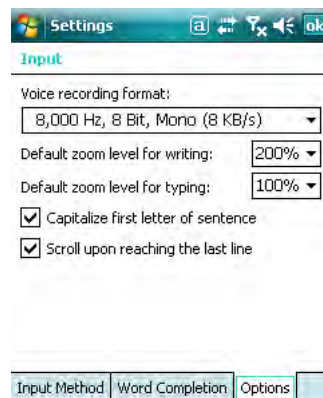 Settings a ok
Input
Voice recording format:
8,000 Hz, 8 Bit, Mono (8 KB/s)
Default zoom level for writing: 200%
Default zoom level for typing: 100%
Capitalize first letter of sentence
Scroll upon reaching the last line
Input Method Word Completion Options